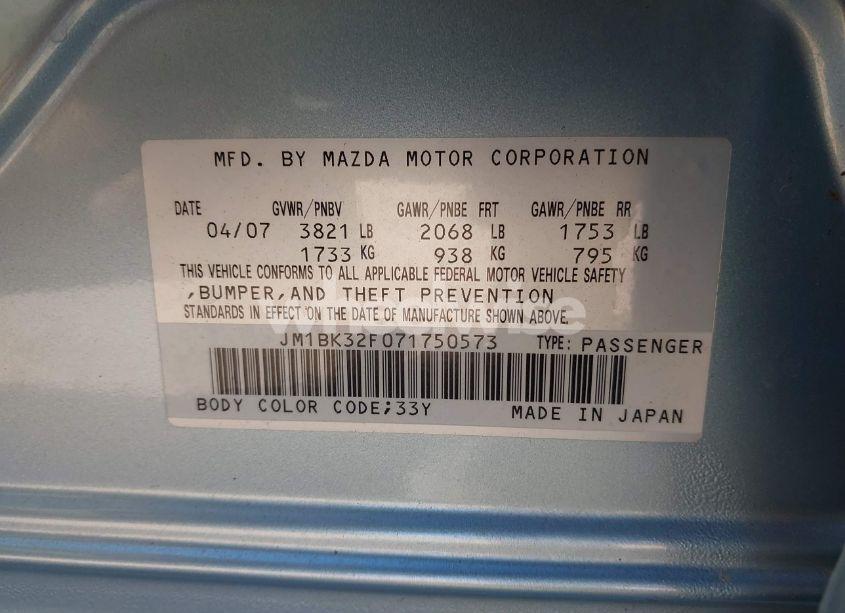 MFD. BY MAZDA MOTOR CORPORATION
DATE GVWR/PNBV GAWR/PNBE FRT GAWR/PNBE RR
04/07 3821 LB 2068 LB 1753 LB
1733 KG 938 KG 795 KG
THIS VEHICLE CONFORMS TO ALL APPLICABLE FEDERAL MOTOR VEHICLE SAFETY
,BUMPER,AND THEFT PREVENTION
STANDARDS IN EFFECT ON THE DATE OF MANUFACTURE SHOWN ABOVE.
JM1BK32F071750573 TYPE: PASSENGER
BODY COLOR CODE;33Y MADE IN JAPAN